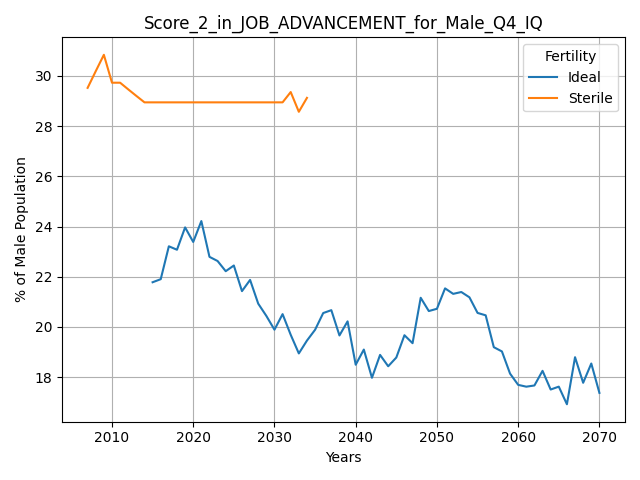 Score_2_in_JOB_ADVANCEMENT_for_Male_Q4_IQ
Fertility
Ideal
Sterile
% of Male Population
30
28
26
24
22
20
18
2010
2020
2030
2040
2050
2060
2070
Years